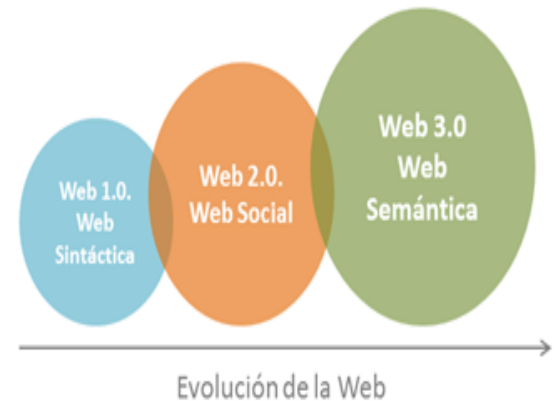 Web 1.0.
Web
Sintáctica
Web 2.0.
Web Social
Web 3.0
Web
Semántica
Evolución de la Web